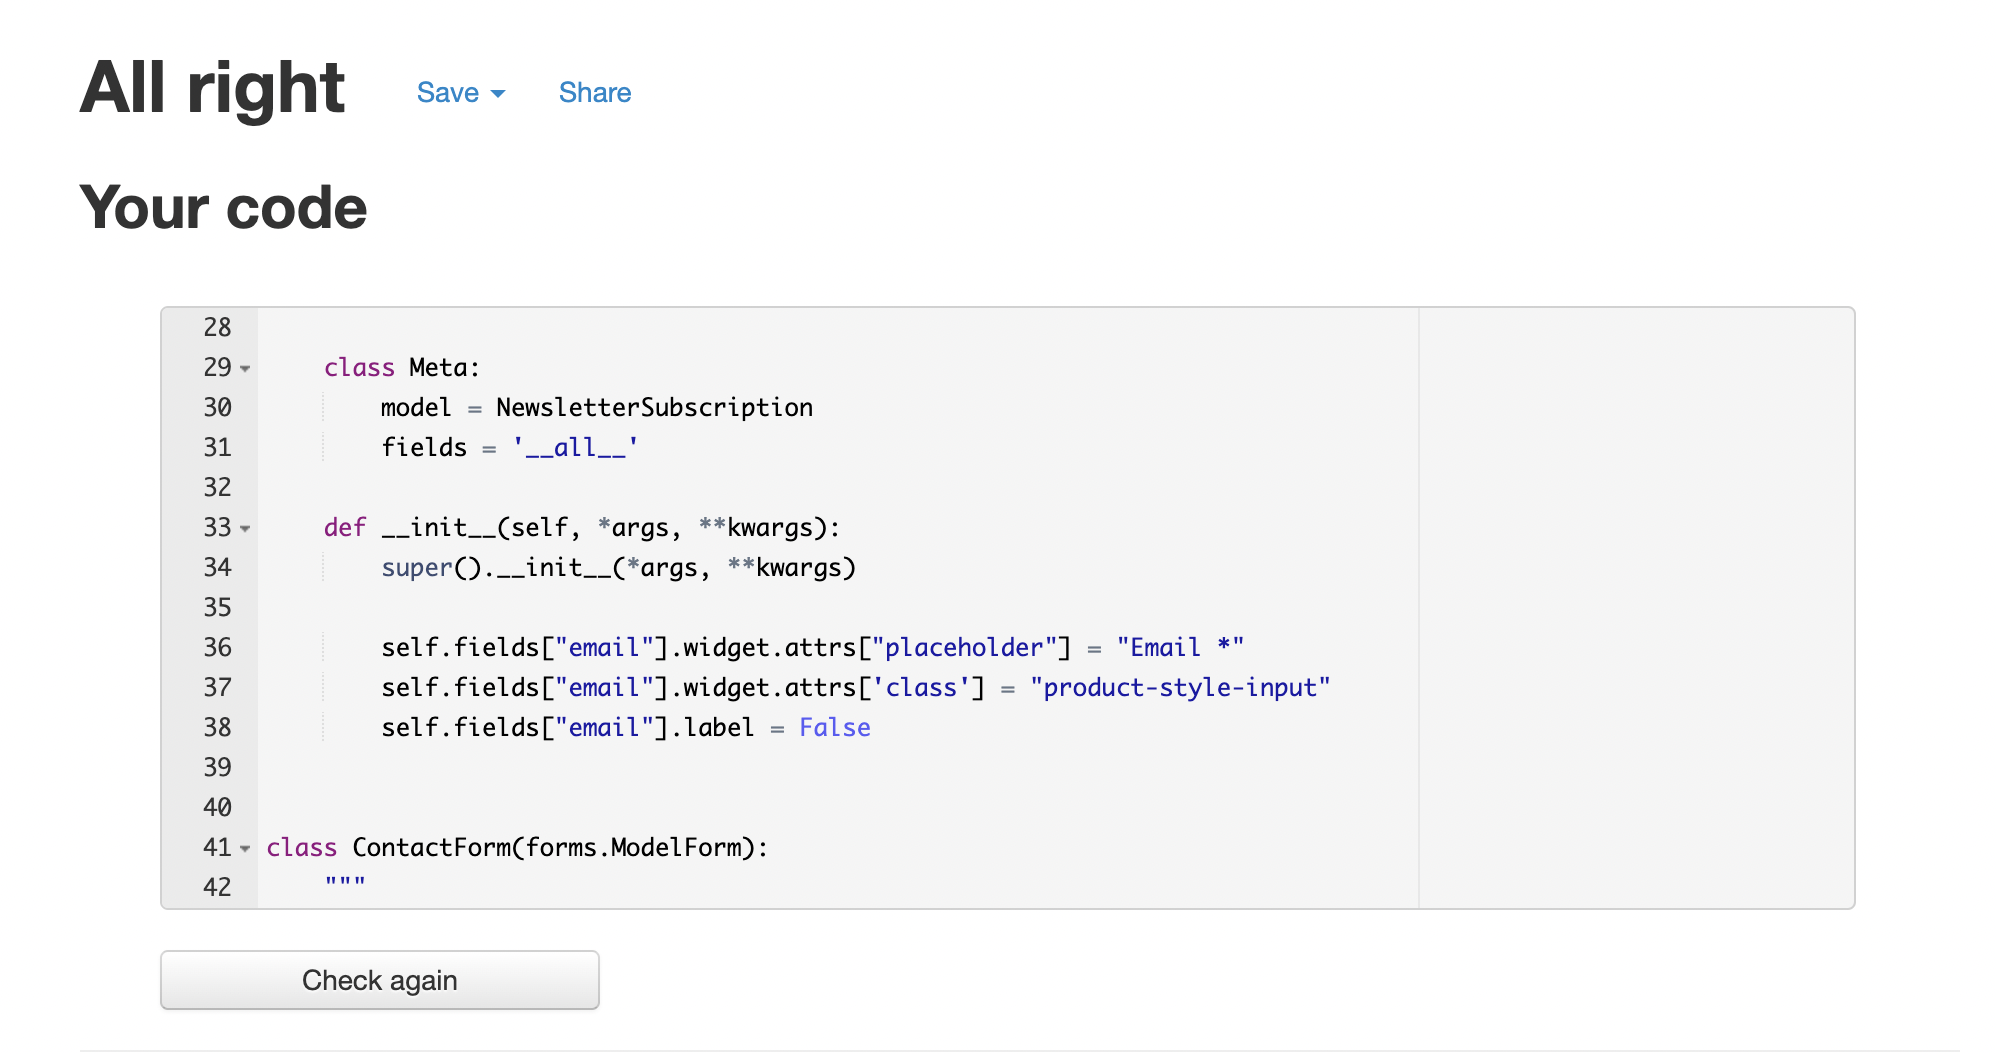 All right Save Share
Your code
28
29 class Meta:
30 model = NewsletterSubscription
31 fields = '__all__'
32
33 def __init__(self, *args, **kwargs):
34 super().__init__(*args, **kwargs)
35
36 self.fields["email"].widget.attrs["placeholder"] = "Email *"
37 self.fields["email"].widget.attrs['class'] = "product-style-input"
38 self.fields["email"].label = False
39
40
41 class ContactForm(forms.ModelForm):
42 """
Check again